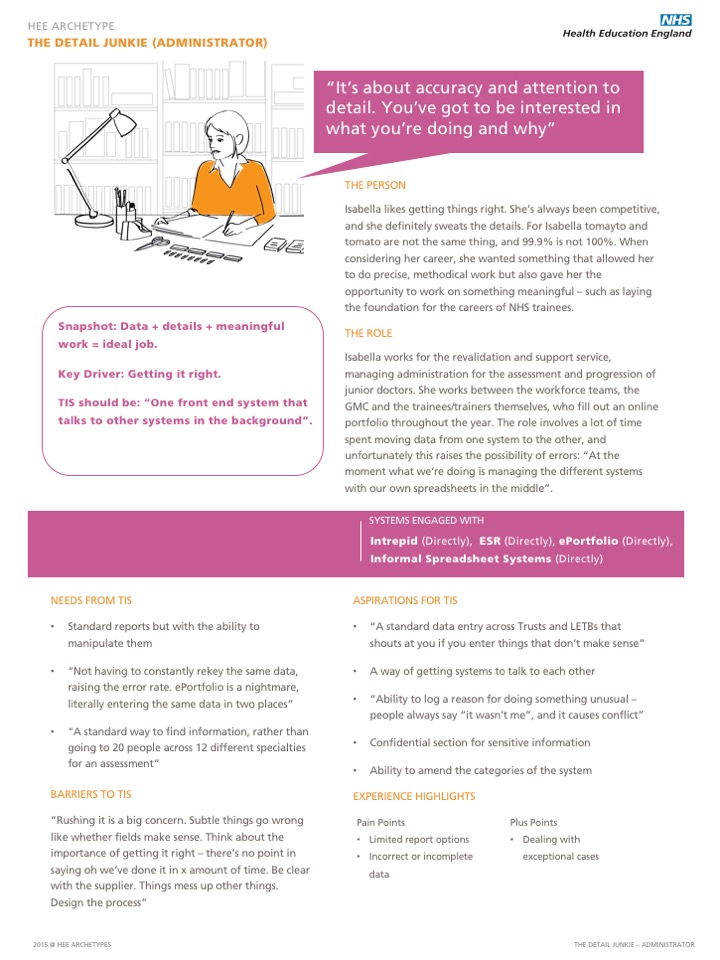 HEE ARCHETYPE
THE DETAIL JUNKIE (ADMINISTRATOR)
NHS
Health Education England
“It’s about accuracy and attention to
detail. You’ve got to be interested in
what you’re doing and why”
THE PERSON
Isabella likes getting things right. She’s always been competitive,
and she definitely sweats the details. For Isabella tomayto and
tomato are not the same thing, and 99.9% is not 100%. When
considering her career, she wanted something that allowed her
to do precise, methodical work but also gave her the
opportunity to work on something meaningful – such as laying
the foundation for the careers of NHS trainees.
Snapshot: Data + details + meaningful
work = ideal job.
Key Driver: Getting it right.
TIS should be: “One front end system that
talks to other systems in the background”.
THE ROLE
Isabella works for the revalidation and support service,
managing administration for the assessment and progression of
junior doctors. She works between the workforce teams, the
GMC and the trainees/trainers themselves, who fill out an online
portfolio throughout the year. The role involves a lot of time
spent moving data from one system to the other, and
unfortunately this raises the possibility of errors: “At the
moment what we’re doing is managing the different systems
with our own spreadsheets in the middle”.
SYSTEMS ENGAGED WITH
Intrepid (Directly), ESR (Directly), ePortfolio (Directly),
Informal Spreadsheet Systems (Directly)
NEEDS FROM TIS
• Standard reports but with the ability to
manipulate them
• “Not having to constantly rekey the same data,
raising the error rate. ePortfolio is a nightmare,
literally entering the same data in two places”
• “A standard way to find information, rather than
going to 20 people across 12 different specialties
for an assessment”
BARRIERS TO TIS
“Rushing it is a big concern. Subtle things go wrong
like whether fields make sense. Think about the
importance of getting it right – there’s no point in
saying oh we’ve done it in x amount of time. Be clear
with the supplier. Things mess up other things.
Design the process”
ASPIRATIONS FOR TIS
• “A standard data entry across Trusts and LETBs that
shouts at you if you enter things that don’t make sense”
• A way of getting systems to talk to each other
• “Ability to log a reason for doing something unusual –
people always say “it wasn’t me”, and it causes conflict”
• Confidential section for sensitive information
• Ability to amend the categories of the system
EXPERIENCE HIGHLIGHTS
Pain Points
• Limited report options
• Incorrect or incomplete
data
Plus Points
• Dealing with
exceptional cases
2015 @ HEE ARCHETYPES
THE DETAIL JUNKIE – ADMINISTRATOR